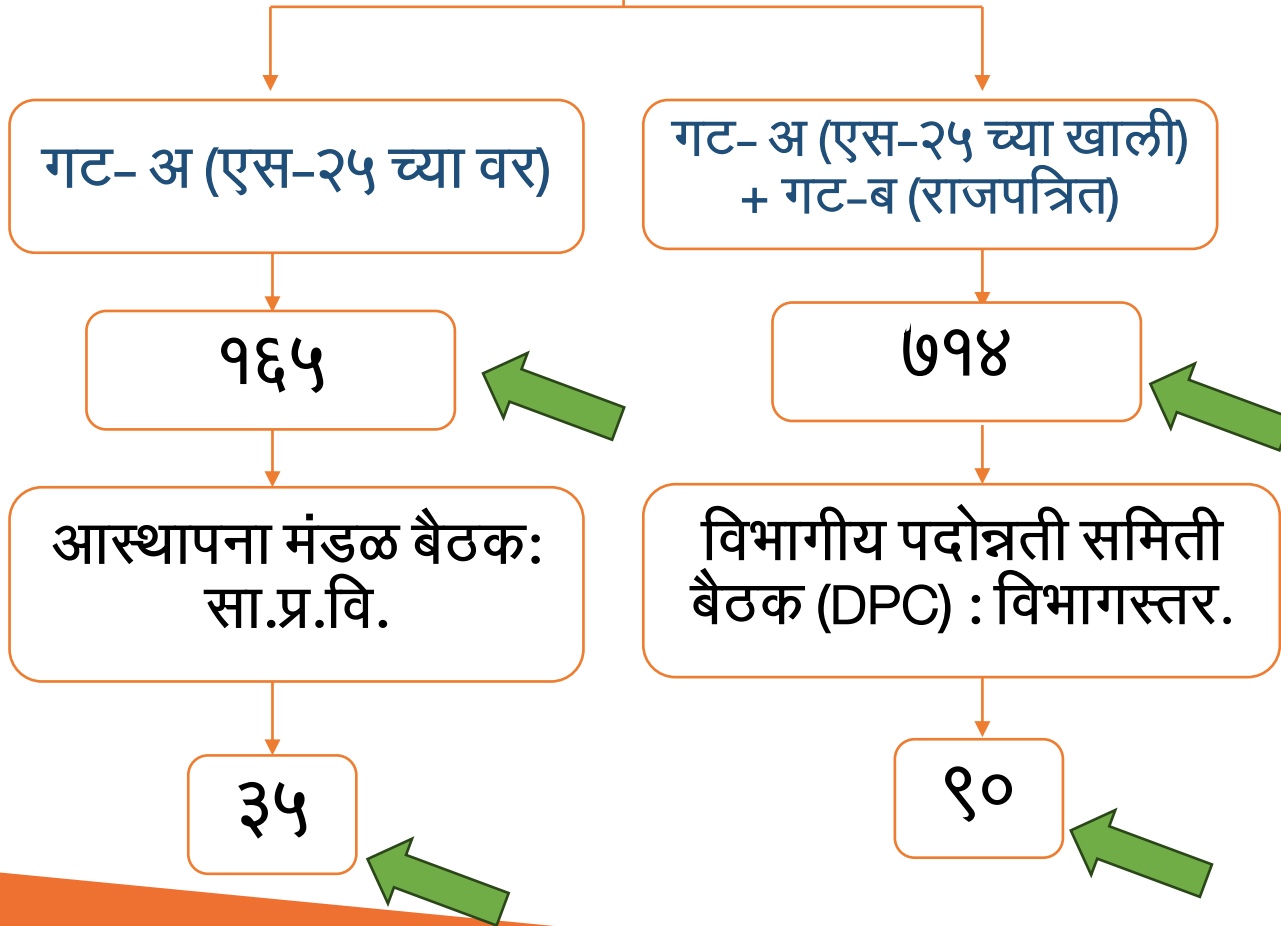 गट- अ (एस-२५ च्या वर)
१६५
आस्थापना मंडळ बैठक:
सा.प्र.वि.
३५
गट- अ (एस-२५ च्या खाली)
+ गट-ब (राजपत्रित)
७१४
विभागीय पदोन्नती समिती
बैठक (DPC) : विभागस्तर.
९०